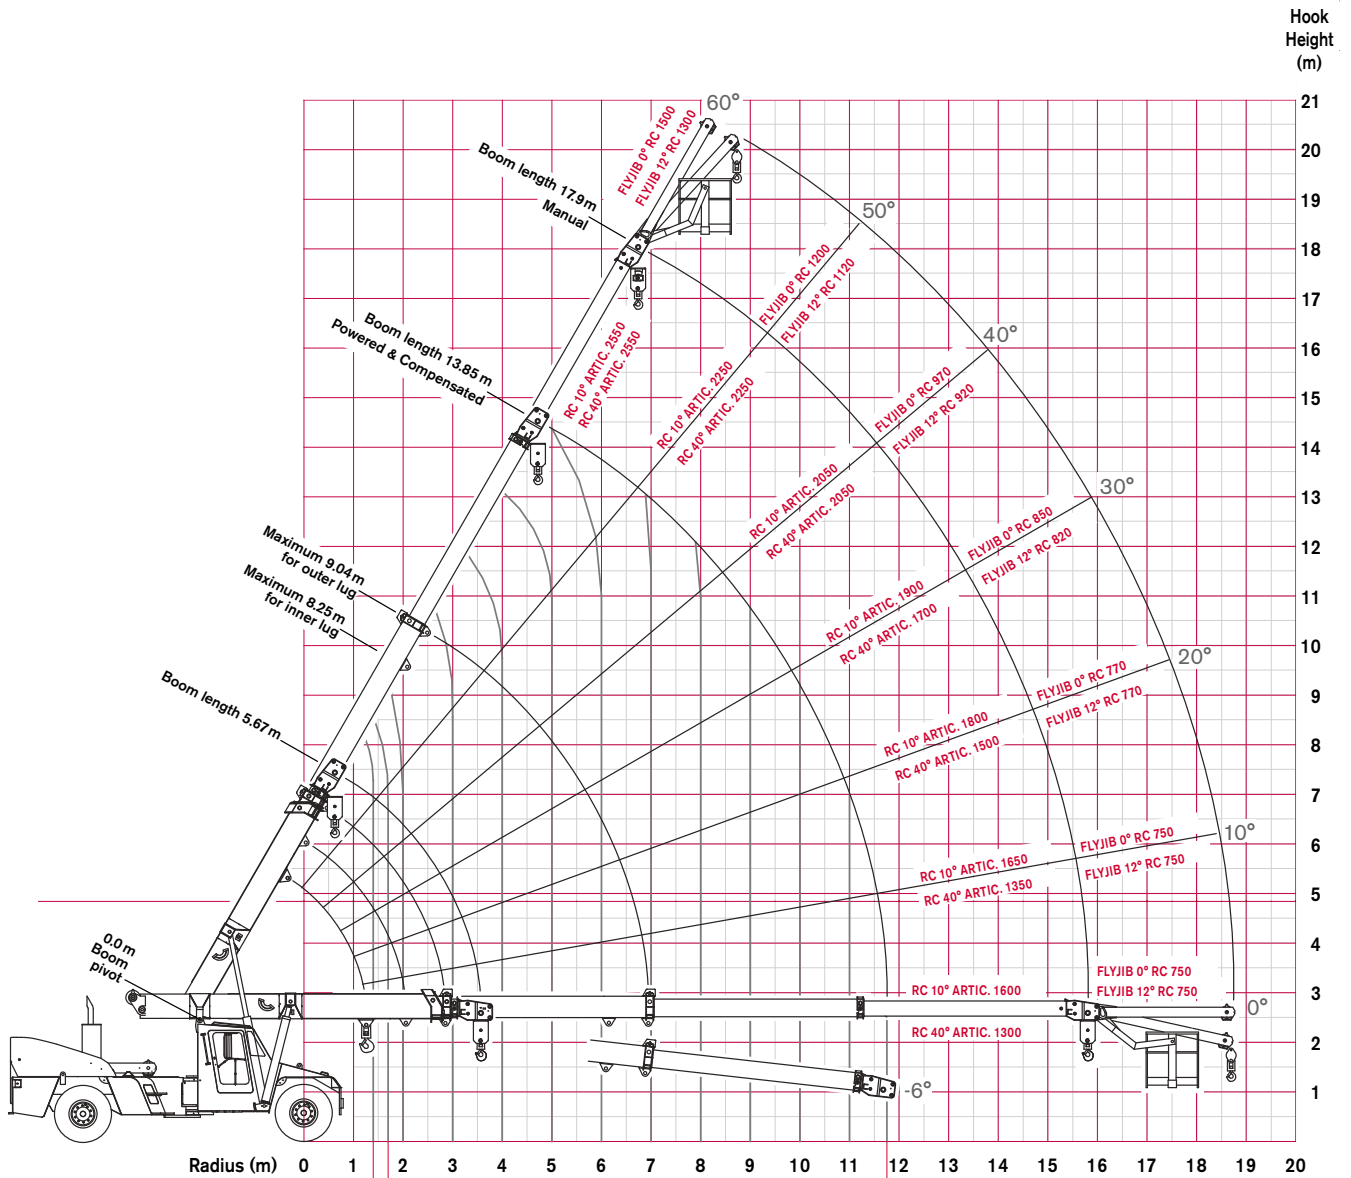 Hook
Height
(m)
21
20
19
18
17
16
15
14
13
12
11
10
9
8
7
6
5
4
3
2
1
60°
50°
40°
30°
20°
10°
0°
-6°
FLYJIB 0° RC 1500
FLYJIB 12° RC 1300
Boom length 17.9 m
Manual
FLYJIB 0° RC 1200
FLYJIB 12° RC 1120
Boom length 13.85 m
Powered & Compensated
RC 10° ARTIC. 2550
RC 40° ARTIC. 2550
RC 10° ARTIC. 2250
RC 40° ARTIC. 2250
FLYJIB 0° RC 970
FLYJIB 12° RC 920
RC 10° ARTIC. 2050
RC 40° ARTIC. 2050
FLYJIB 0° RC 850
FLYJIB 12° RC 820
Maximum 9.04 m
for outer lug
Maximum 8.25 m
for inner lug
RC 10° ARTIC. 1900
RC 40° ARTIC. 1700
Boom length 5.67 m
FLYJIB 0° RC 770
FLYJIB 12° RC 770
RC 10° ARTIC. 1800
RC 40° ARTIC. 1500
FLYJIB 0° RC 750
FLYJIB 12° RC 750
RC 10° ARTIC. 1650
RC 40° ARTIC. 1350
0.0 m
Boom
pivot
FLYJIB 0° RC 750
FLYJIB 12° RC 750
RC 10° ARTIC. 1600
RC 40° ARTIC. 1300
Radius (m) 0 1 2 3 4 5 6 7 8 9 10 11 12 13 14 15 16 17 18 19 20